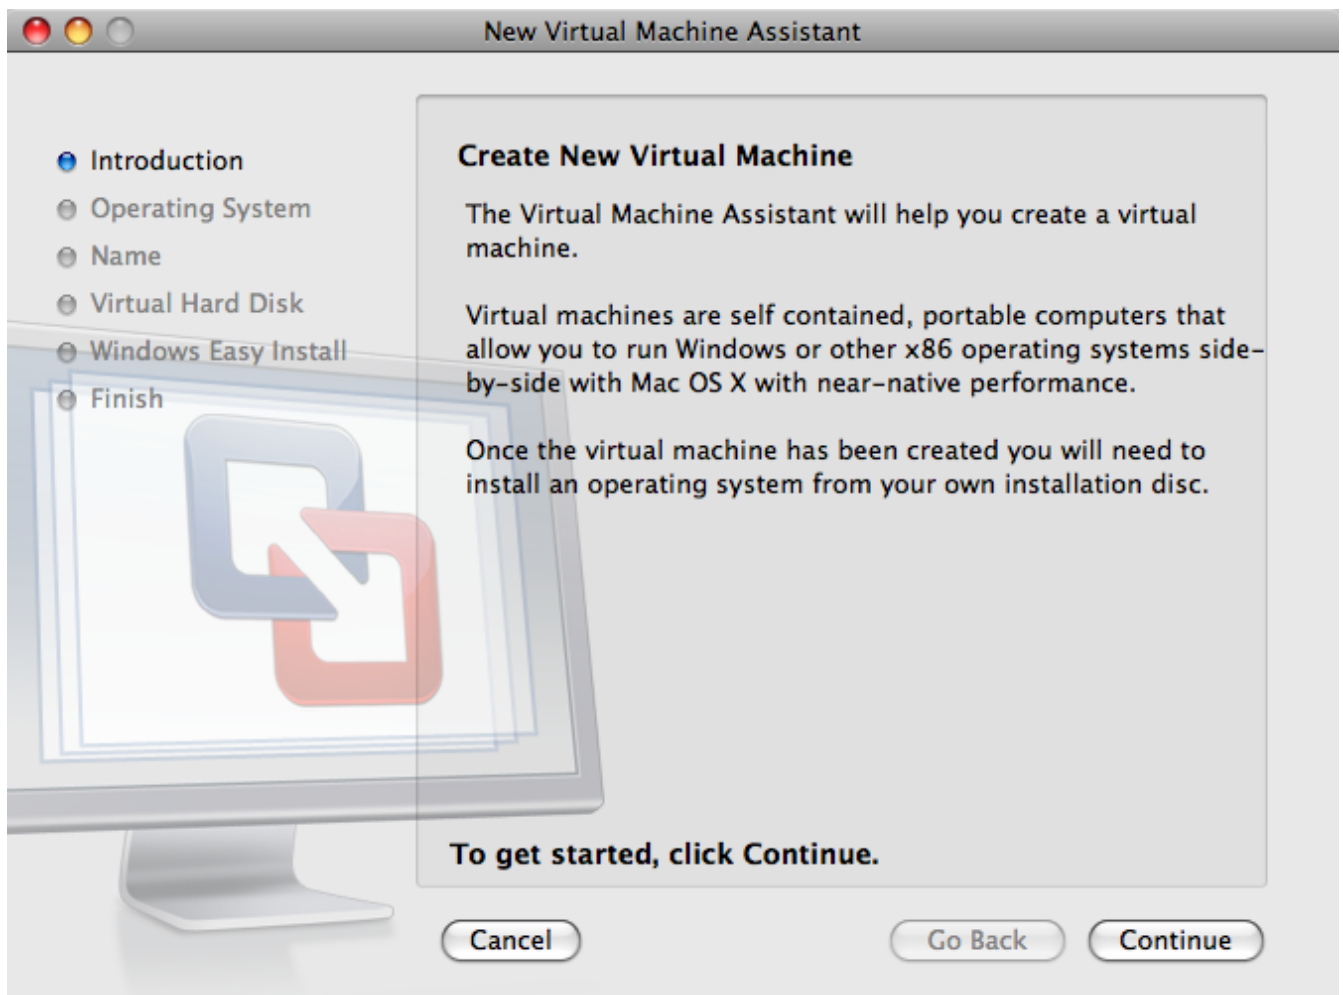 New Virtual Machine Assistant
Introduction
Operating System
Name
Virtual Hard Disk
Windows Easy Install
Finish
Create New Virtual Machine
The Virtual Machine Assistant will help you create a virtual
machine.
Virtual machines are self contained, portable computers that
allow you to run Windows or other x86 operating systems side-
by-side with Mac OS X with near-native performance.
Once the virtual machine has been created you will need to
install an operating system from your own installation disc.
To get started, click Continue.
Cancel
Go Back
Continue